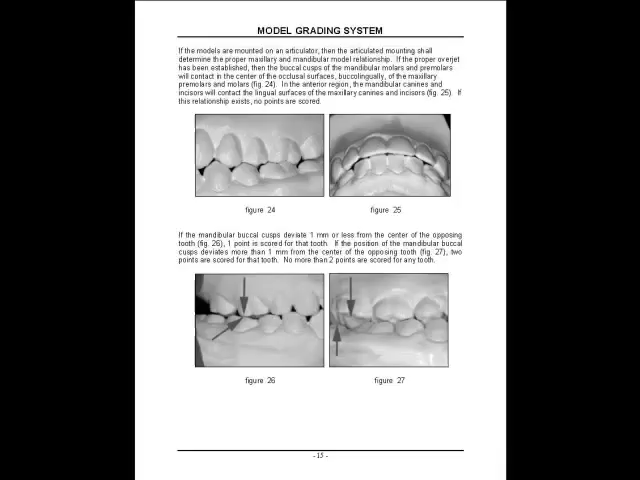 MODEL GRADING SYSTEM
If the models are mounted on an articulator, then the articulated mounting shall
determine the proper maxillary and mandibular model relationship. If the proper overjet
has been established, then the buccal cusps of the mandibular molars and premolars
will contact in the center of the occlusal surfaces, buccolingually, of the maxillary
premolars and molars (fig. 24). In the anterior region, the mandibular canines and
incisors will contact the lingual surfaces of the maxillary canines and incisors (fig. 25). If
this relationship exists, no points are scored.
figure 24
figure 25
If the mandibular buccal cusps deviate 1 mm or less from the center of the opposing
tooth (fig. 26), 1 point is scored for that tooth. If the position of the mandibular buccal
cusps deviates more than 1 mm from the center of the opposing tooth (fig. 27), two
points are scored for that tooth. No more than 2 points are scored for any tooth.
figure 26
figure 27
- 15 -